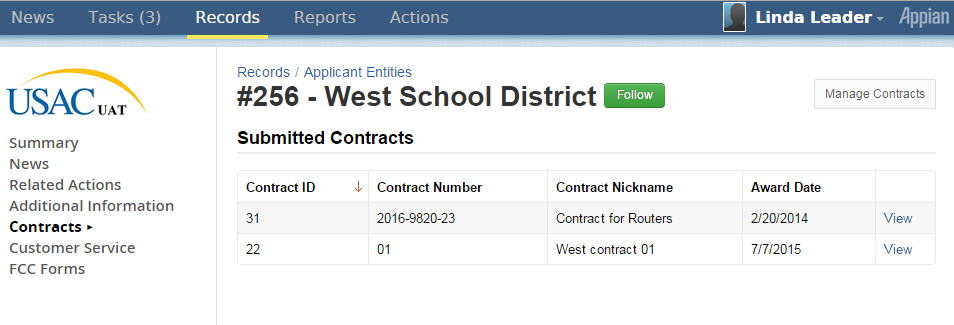 News Tasks (3) Records Reports Actions Linda Leader Appian
USAC UAT
Summary
News
Related Actions
Additional Information
Contracts ▸
Customer Service
FCC Forms
Records / Applicant Entities
#256 - West School District Follow Manage Contracts
Submitted Contracts
Contract ID ↓ Contract Number Contract Nickname Award Date
31 2016-9820-23 Contract for Routers 2/20/2014 View
22 01 West contract 01 7/7/2015 View